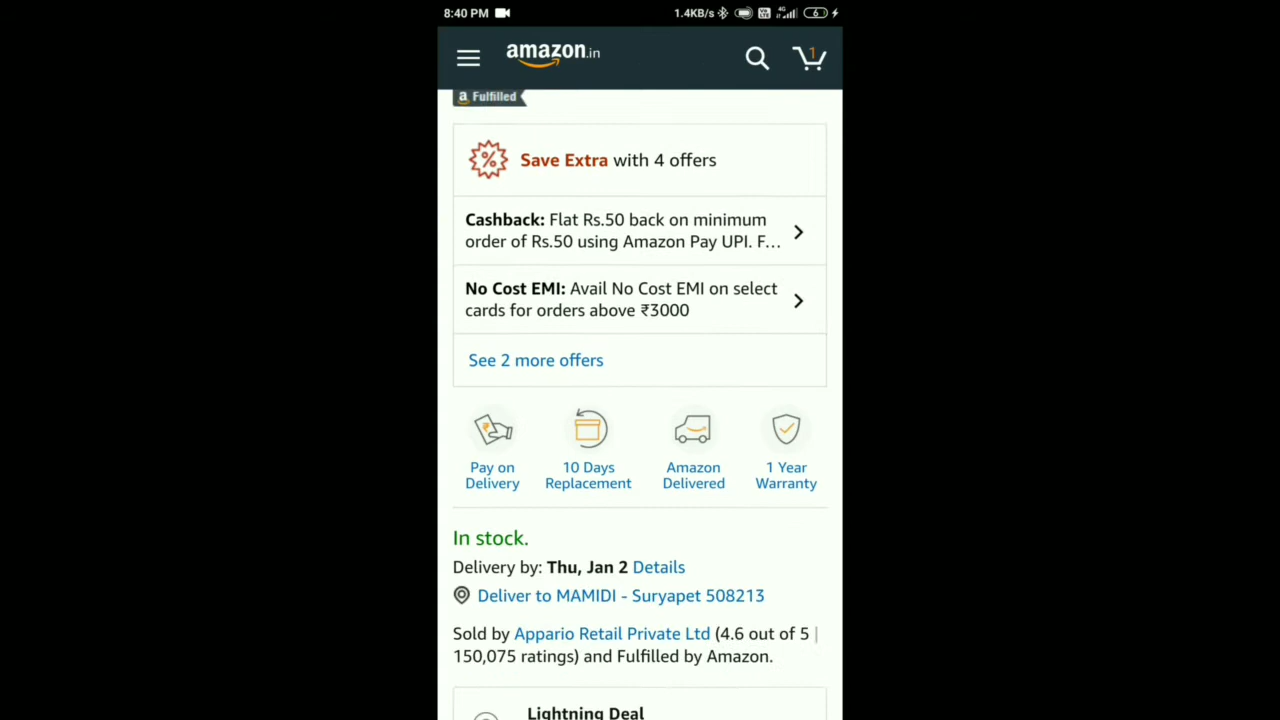 8:40 PM 1.4KB/s 4G 6
amazon.in 1
a Fulfilled
Save Extra with 4 offers
Cashback: Flat Rs.50 back on minimum
order of Rs.50 using Amazon Pay UPI. F...
No Cost EMI: Avail No Cost EMI on select
cards for orders above ₹3000
See 2 more offers
Pay on 10 Days Amazon 1 Year
Delivery Replacement Delivered Warranty
In stock.
Delivery by: Thu, Jan 2 Details
Deliver to MAMIDI - Suryapet 508213
Sold by Appario Retail Private Ltd (4.6 out of 5 |
150,075 ratings) and Fulfilled by Amazon.
Lightning Deal